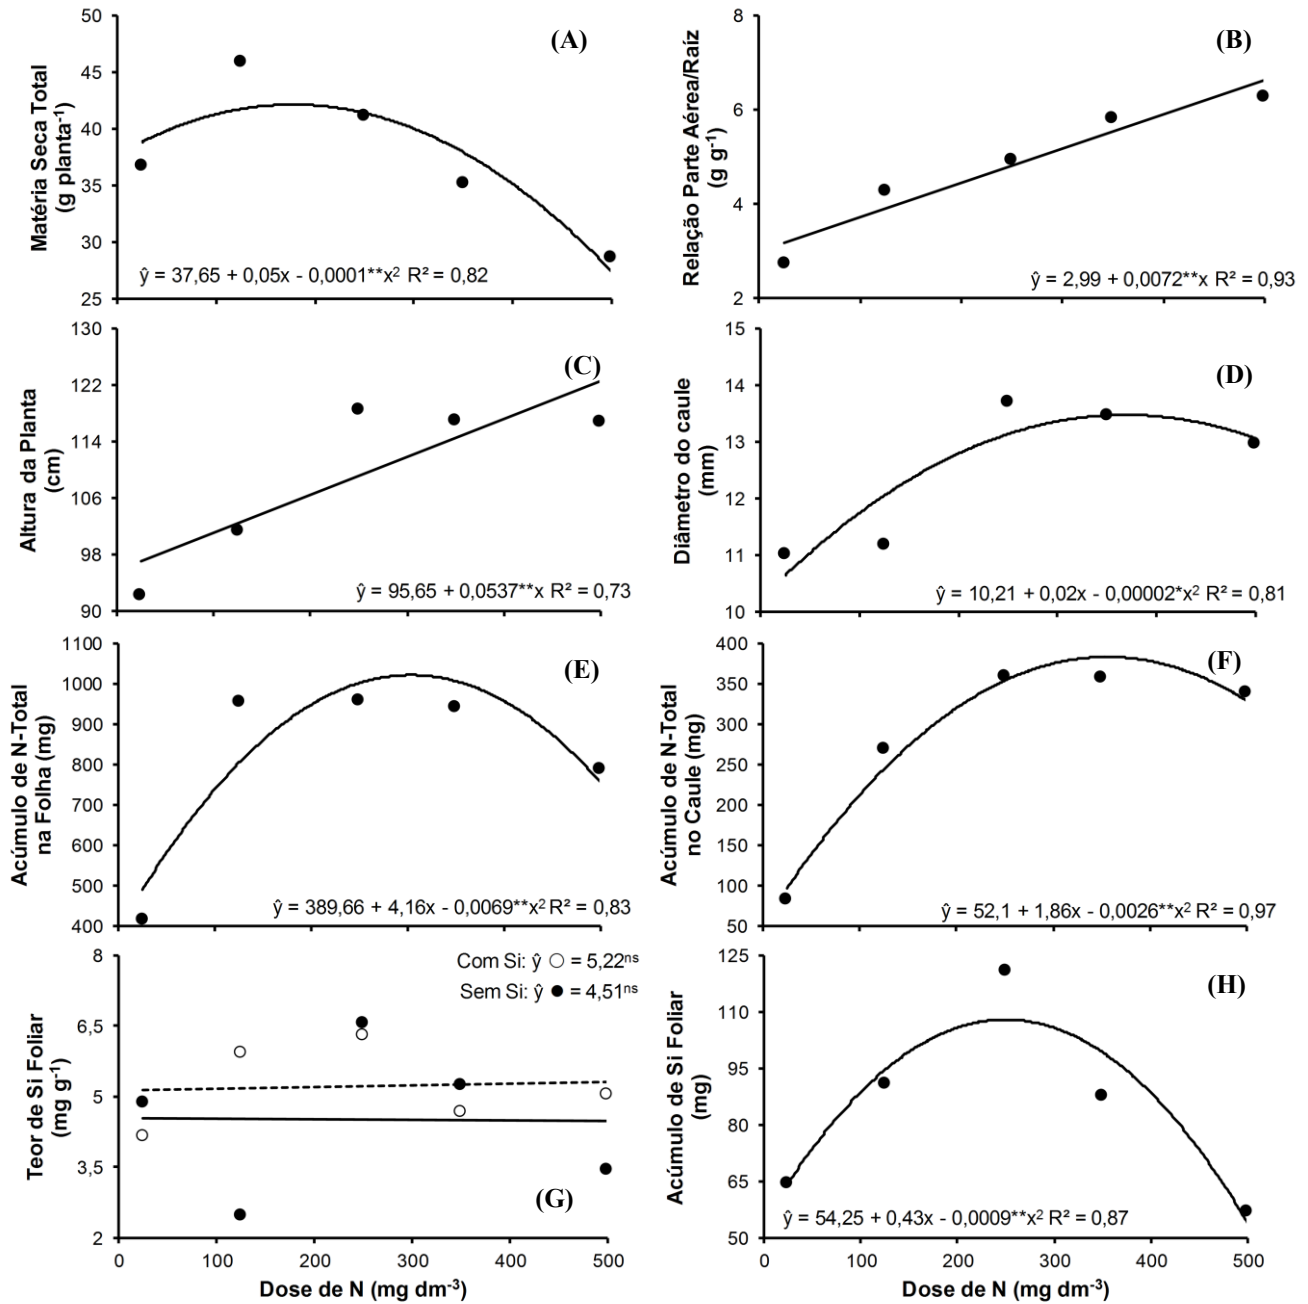 50
45
40
35
30
25
Matéria Seca Total
(g planta⁻¹)
(A)
ŷ = 37,65 + 0,05x - 0,0001**x² R² = 0,82
8
6
4
2
Relação Parte Aérea/Raíz
(g g⁻¹)
(B)
ŷ = 2,99 + 0,0072**x R² = 0,93
130
122
114
106
98
90
Altura da Planta
(cm)
(C)
ŷ = 95,65 + 0,0537**x R² = 0,73
15
14
13
12
11
10
Diâmetro do caule
(mm)
(D)
ŷ = 10,21 + 0,02x - 0,00002*x² R² = 0,81
1100
1000
900
800
700
600
500
400
Acúmulo de N-Total
na Folha (mg)
(E)
ŷ = 389,66 + 4,16x - 0,0069**x² R² = 0,83
400
350
300
250
200
150
100
50
Acúmulo de N-Total
no Caule (mg)
(F)
ŷ = 52,1 + 1,86x - 0,0026**x² R² = 0,97
8
6,5
5
3,5
2
Teor de Si Foliar
(mg g⁻¹)
Com Si: ŷ ○ = 5,22ⁿˢ
Sem Si: ŷ ● = 4,51ⁿˢ
(G)
0 100 200 300 400 500
Dose de N (mg dm⁻³)
125
110
95
80
65
50
Acúmulo de Si Foliar
(mg)
(H)
ŷ = 54,25 + 0,43x - 0,0009**x² R² = 0,87
0 100 200 300 400 500
Dose de N (mg dm⁻³)